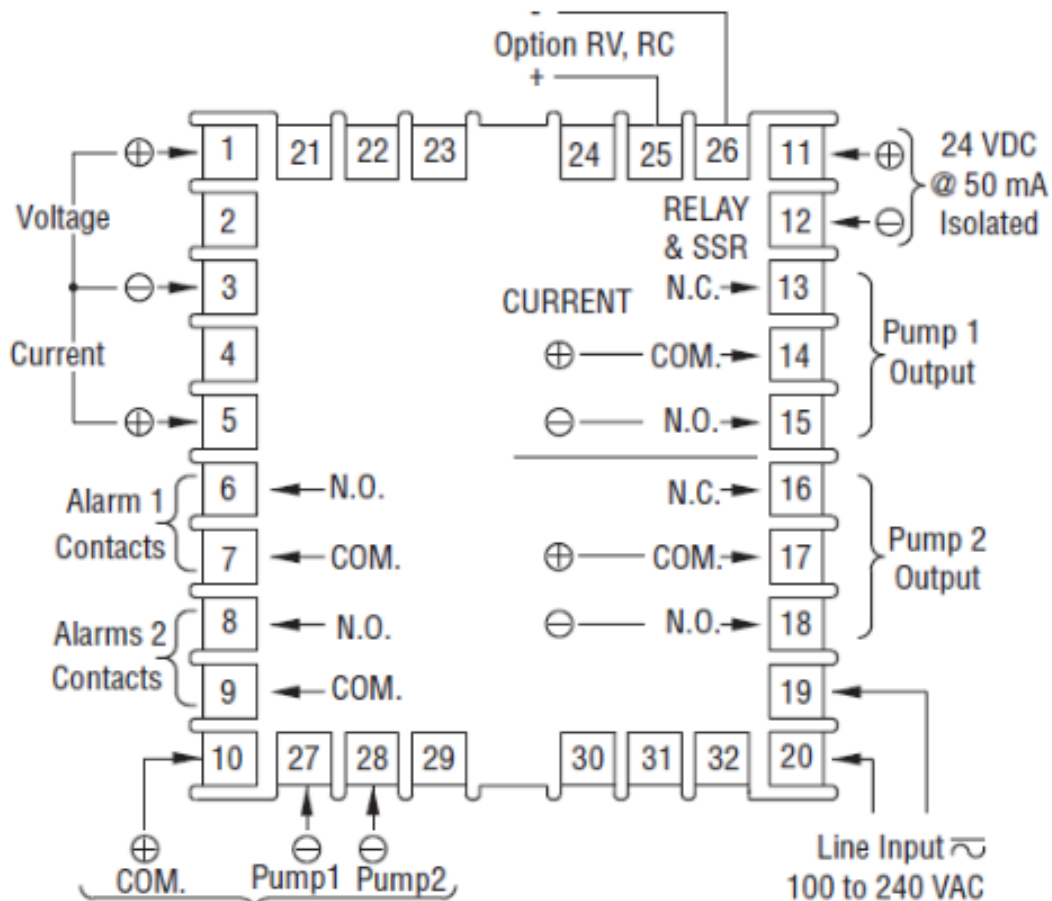 -
Option RV, RC
+
1
21
22
23
24
25
26
11
⊕
⊕
24 VDC
@ 50 mA
Isolated
Voltage
2
RELAY
& SSR
12
⊖
⊖
3
CURRENT
N.C.
13
Current
4
⊕
COM.
14
Pump 1
Output
⊕
5
⊖
N.O.
15
Alarm 1
Contacts
6
N.O.
N.C.
16
7
COM.
⊕
COM.
17
Pump 2
Output
Alarms 2
Contacts
8
N.O.
⊖
N.O.
18
9
COM.
19
10
27
28
29
30
31
32
20
⊕
COM.
⊖
Pump1
⊖
Pump2
Line Input
100 to 240 VAC